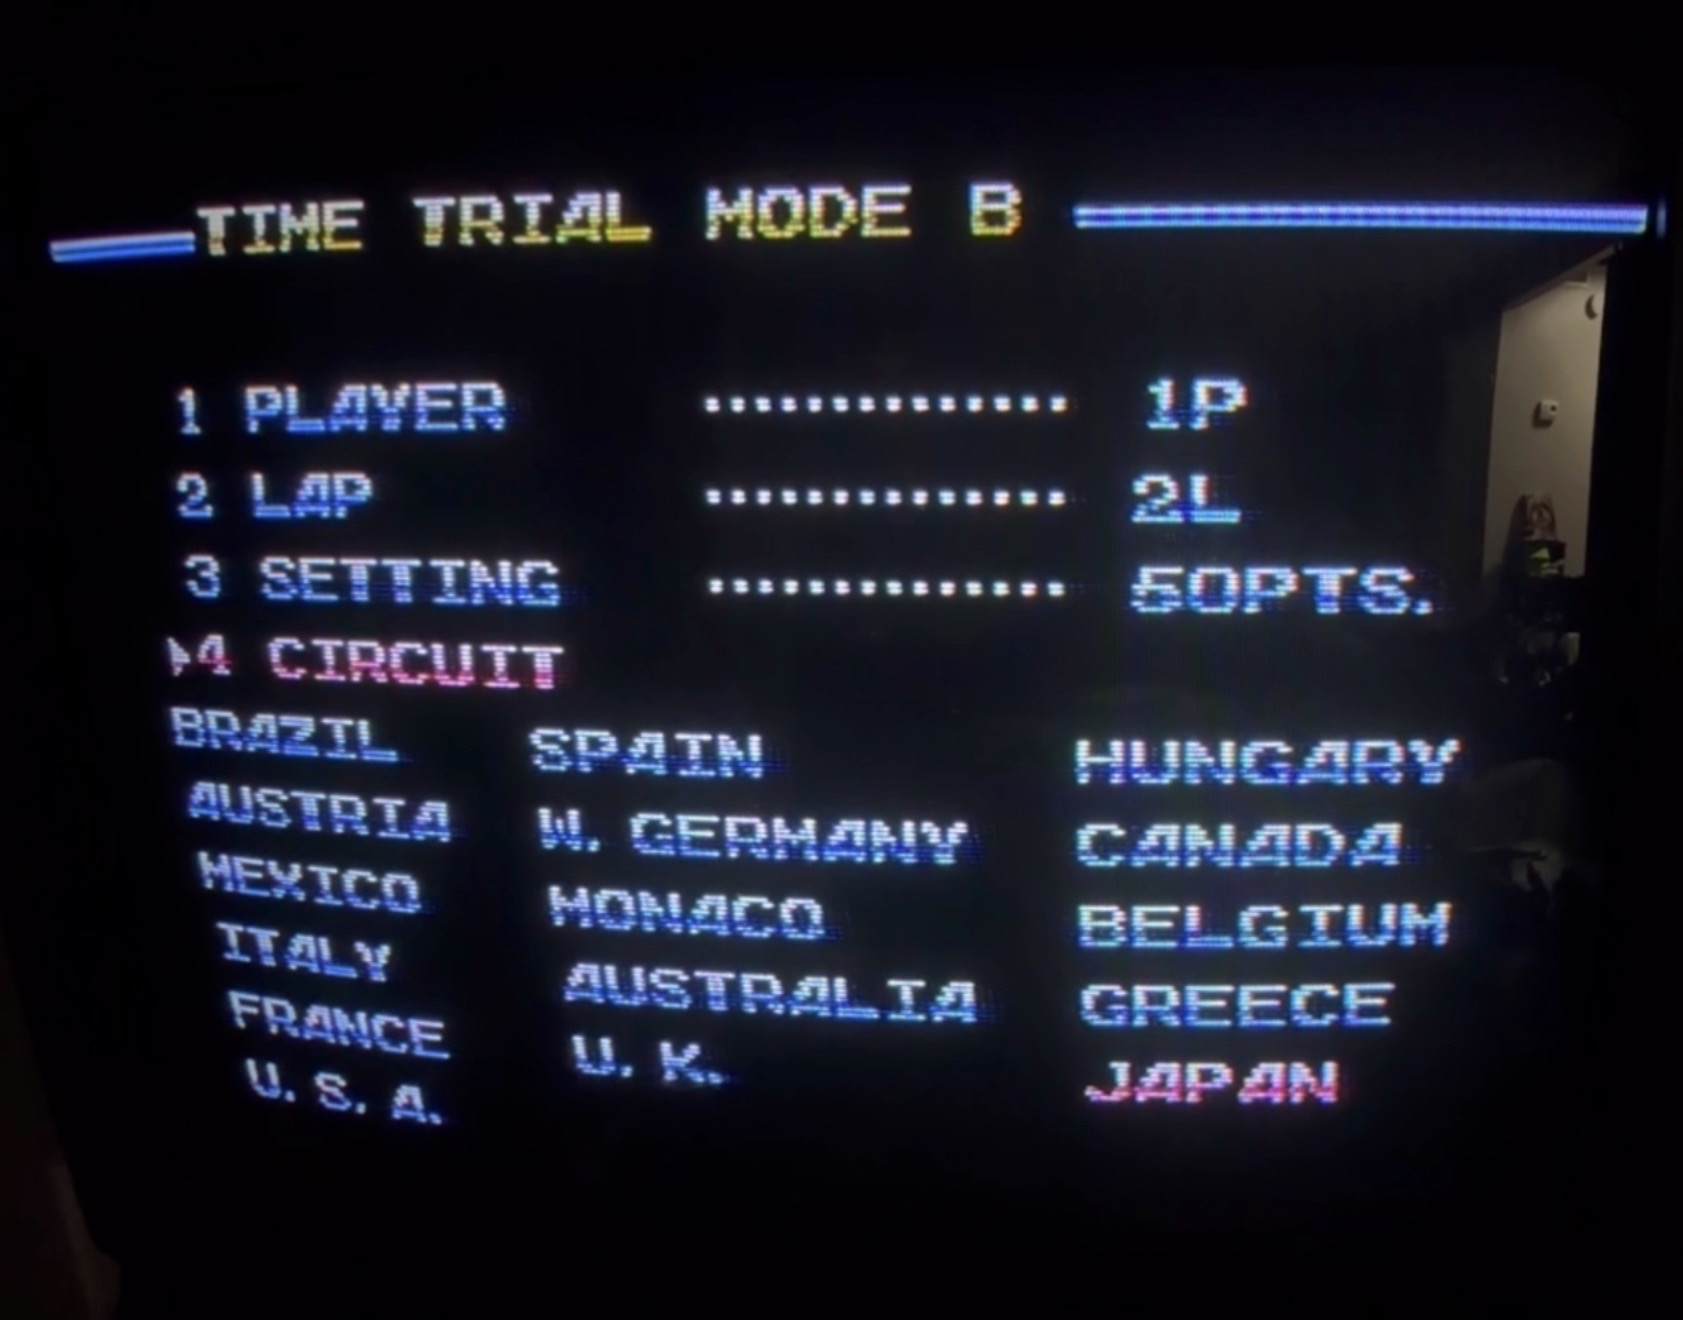 TIME TRIAL MODE B
1 PLAYER .............. 1P
2 LAP .............. 2L
3 SETTING .............. 50PTS.
4 CIRCUIT
BRAZIL SPAIN HUNGARY
AUSTRIA W. GERMANY CANADA
MEXICO MONACO BELGIUM
ITALY AUSTRALIA GREECE
FRANCE U. K. JAPAN
U. S. A.